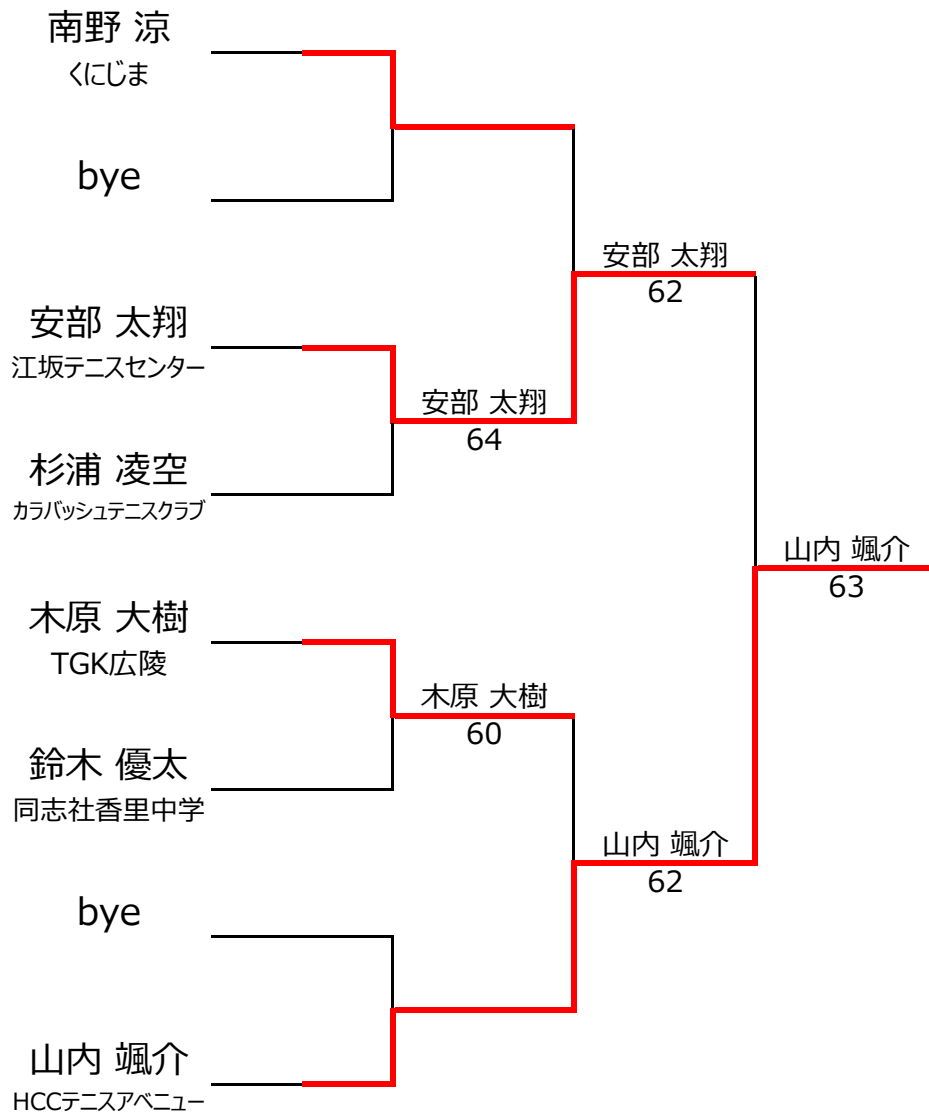 南野 涼
くにじま
bye
安部 太翔
62
安部 太翔
江坂テニスセンター
安部 太翔
64
杉浦 凌空
カラバッシュテニスクラブ
山内 颯介
63
木原 大樹
TGK広陵
木原 大樹
60
鈴木 優太
同志社香里中学
山内 颯介
62
bye
山内 颯介
HCCテニスアベニュー